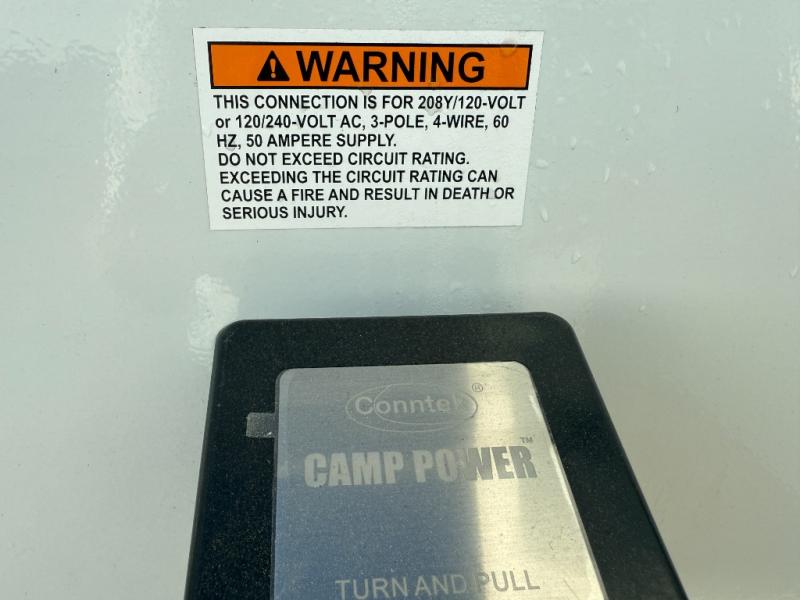 WARNING
THIS CONNECTION IS FOR 208Y/120-VOLT
or 120/240-VOLT AC, 3-POLE, 4-WIRE, 60
HZ, 50 AMPERE SUPPLY.
DO NOT EXCEED CIRCUIT RATING.
EXCEEDING THE CIRCUIT RATING CAN
CAUSE A FIRE AND RESULT IN DEATH OR
SERIOUS INJURY.
Conntek®
CAMP POWER™
TURN AND PULL